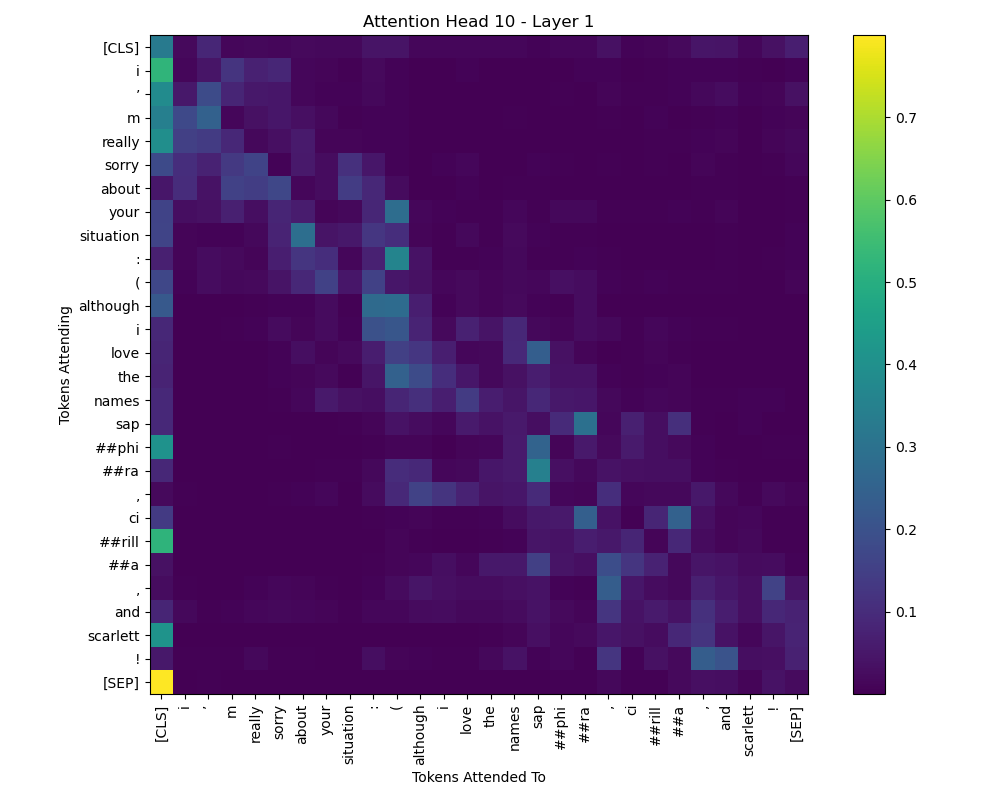 Attention Head 10 - Layer 1
[CLS]
i
'
m
really
sorry
about
your
situation
:
(
although
i
love
the
names
sap
##phi
##ra
,
ci
##rill
##a
,
and
scarlett
!
[SEP]
Tokens Attending
[CLS]
i
'
m
really
sorry
about
your
situation
:
(
although
i
love
the
names
sap
##phi
##ra
,
ci
##rill
##a
,
and
scarlett
!
[SEP]
Tokens Attended To
0.7
0.6
0.5
0.4
0.3
0.2
0.1